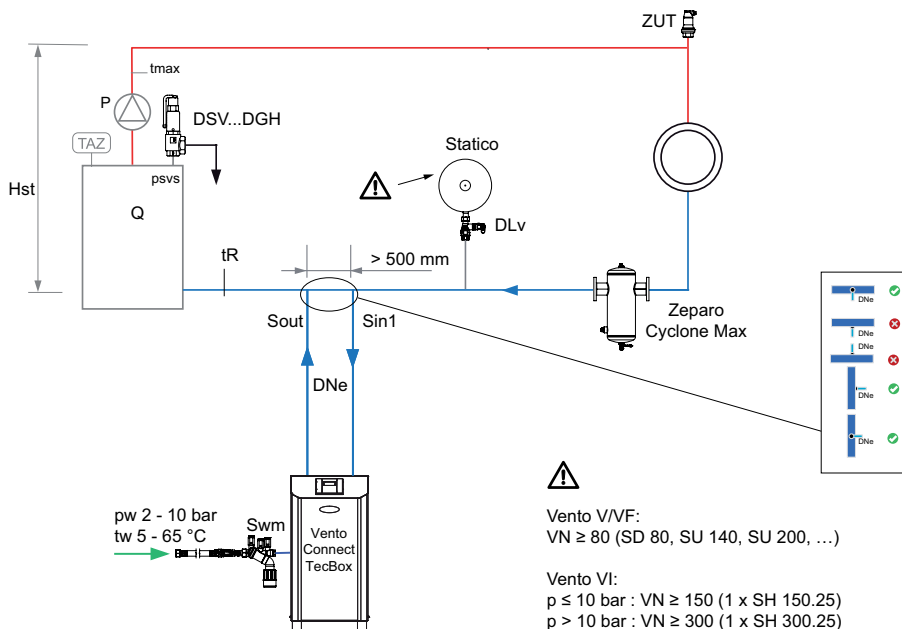 ZUT
tmax
P
DSV...DGH
TAZ
Statico
psvs
Hst
Q
DLv
tR
> 500 mm
Zeparo
Cyclone Max
Sout
Sin1
DNe
DNe
DNe
DNe
DNe
DNe
pw 2 - 10 bar
tw 5 - 65 °C
Swm
Vento
Connect
TecBox
Vento V/VF:
VN ≥ 80 (SD 80, SU 140, SU 200, …)
Vento VI:
p ≤ 10 bar : VN ≥ 150 (1 x SH 150.25)
p > 10 bar : VN ≥ 300 (1 x SH 300.25)